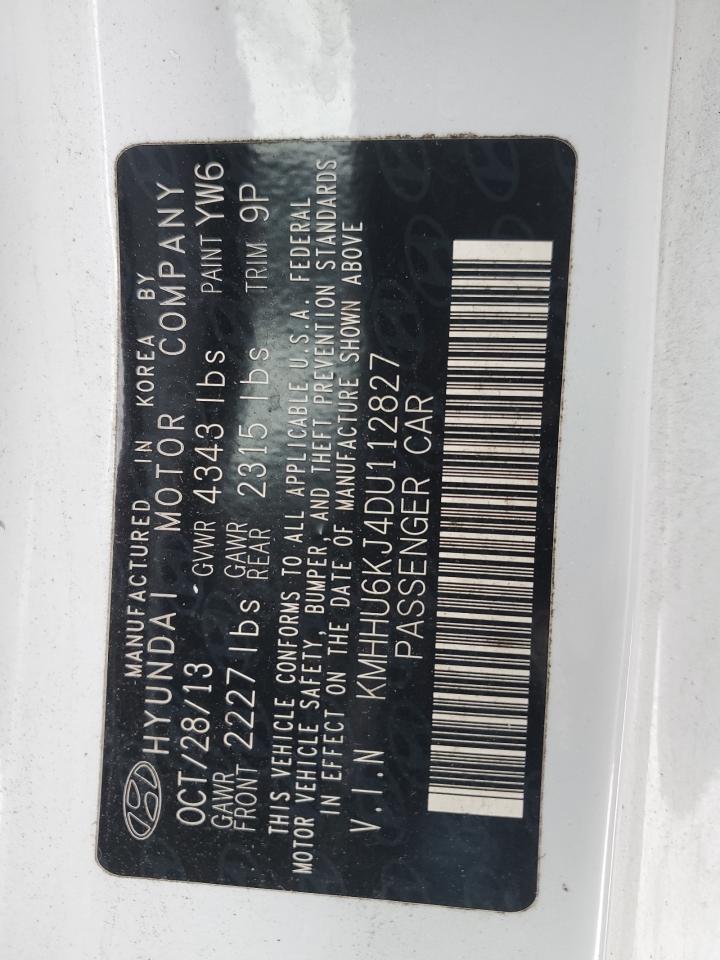 MANUFACTURED IN KOREA BY
HYUNDAI MOTOR COMPANY
OCT/28/13 GVWR 4343 lbs PAINT YW6
GAWR FRONT 2227 lbs GAWR REAR 2315 lbs TRIM 9P
THIS VEHICLE CONFORMS TO ALL APPLICABLE U.S.A. FEDERAL
MOTOR VEHICLE SAFETY, BUMPER, AND THEFT PREVENTION STANDARDS
IN EFFECT ON THE DATE OF MANUFACTURE SHOWN ABOVE
V.I.N KMHHU6KJ4DU112827
PASSENGER CAR